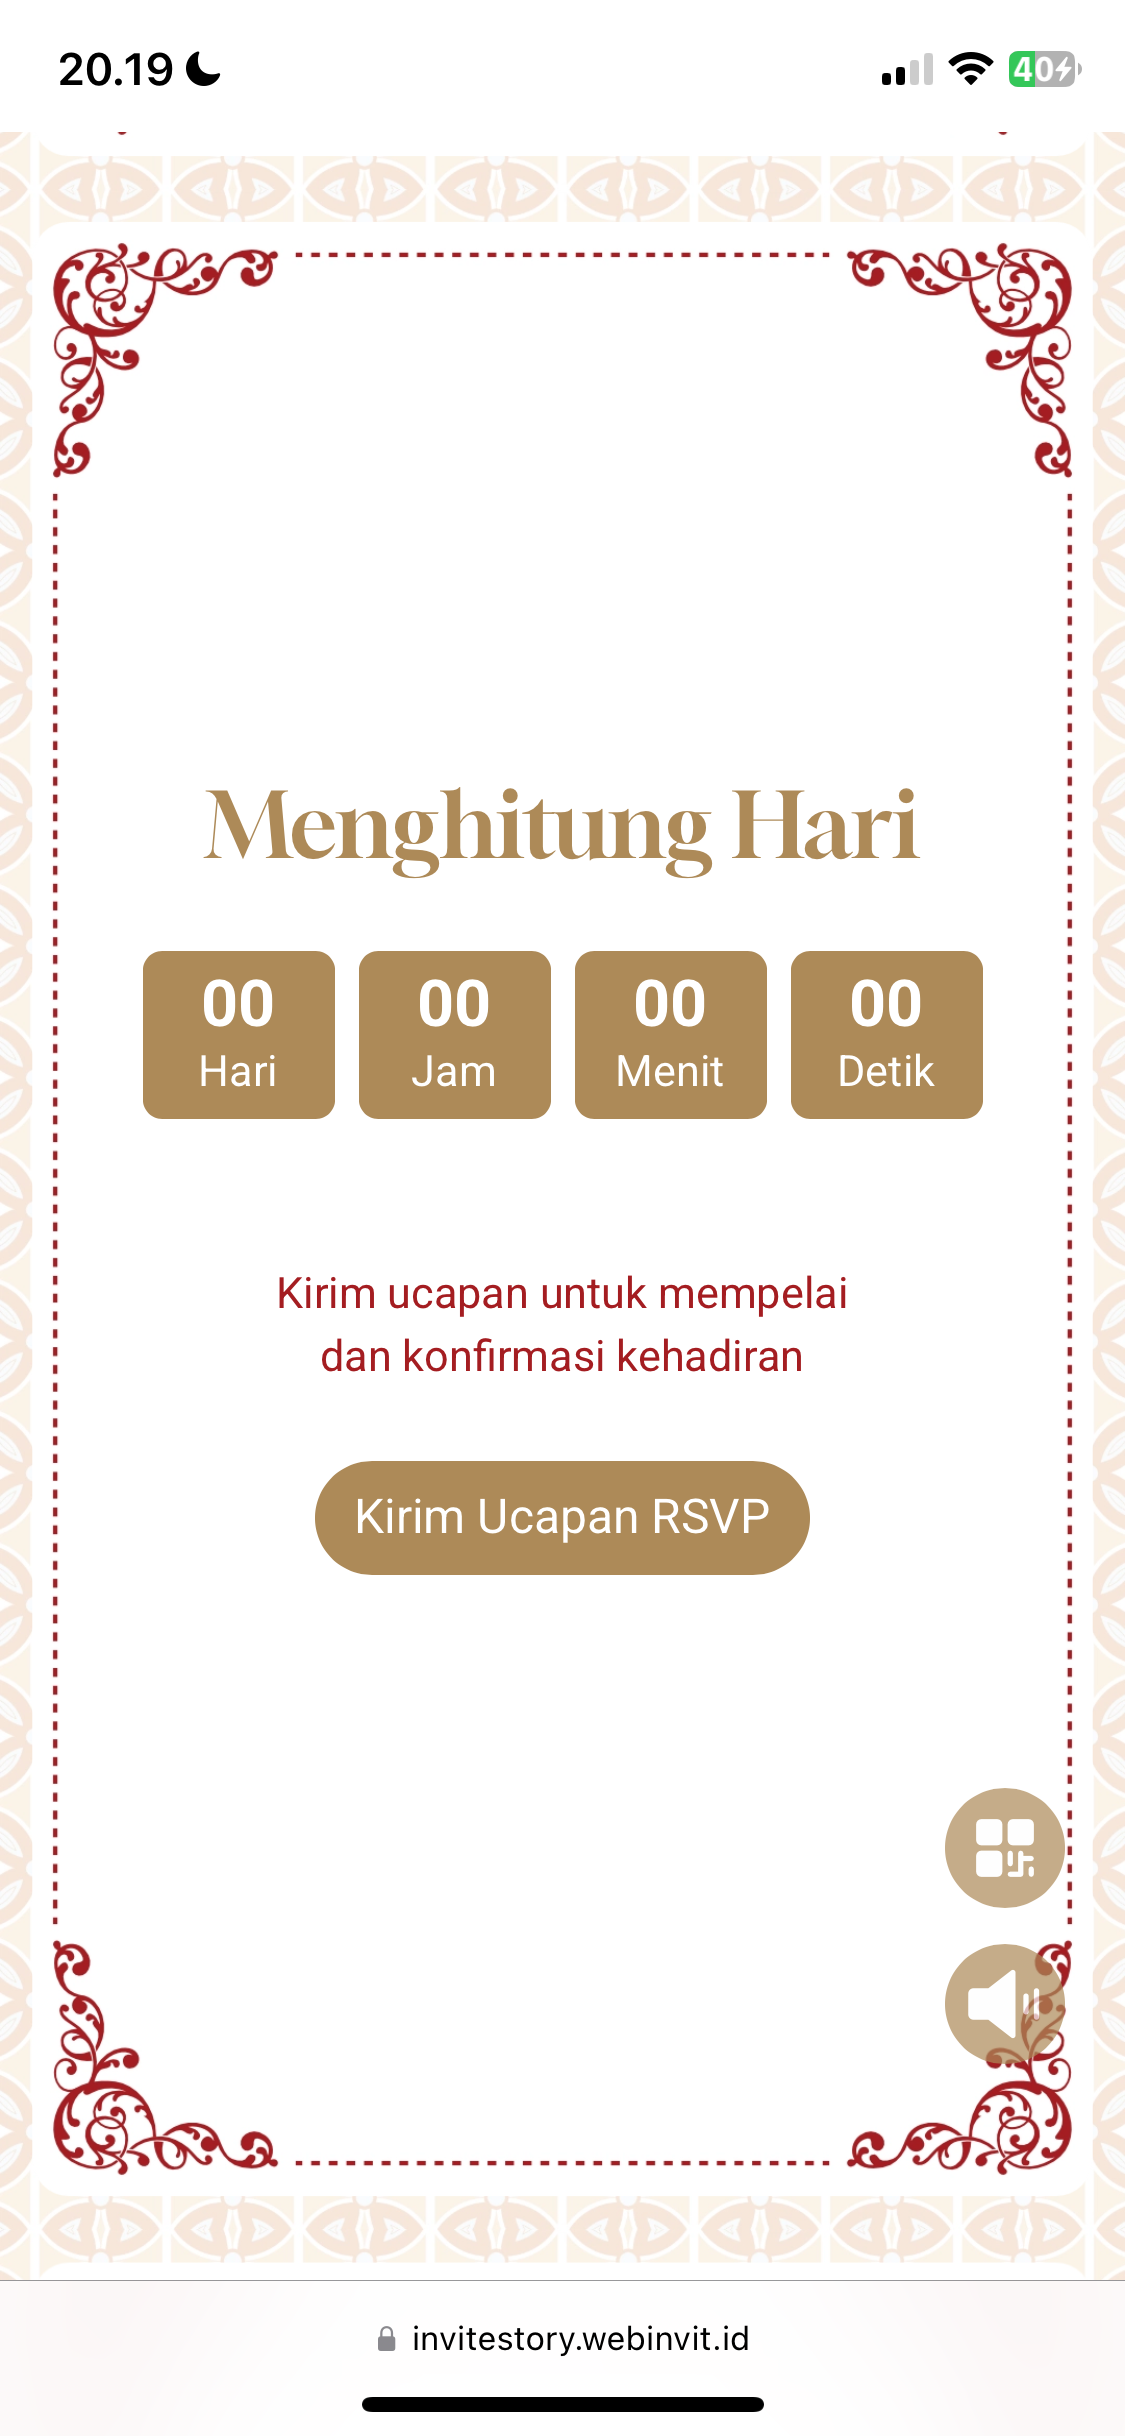 20.19
40
Menghitung Hari
00 00 00 00
Hari Jam Menit Detik
Kirim ucapan untuk mempelai
dan konfirmasi kehadiran
Kirim Ucapan RSVP
invitestory.webinvit.id